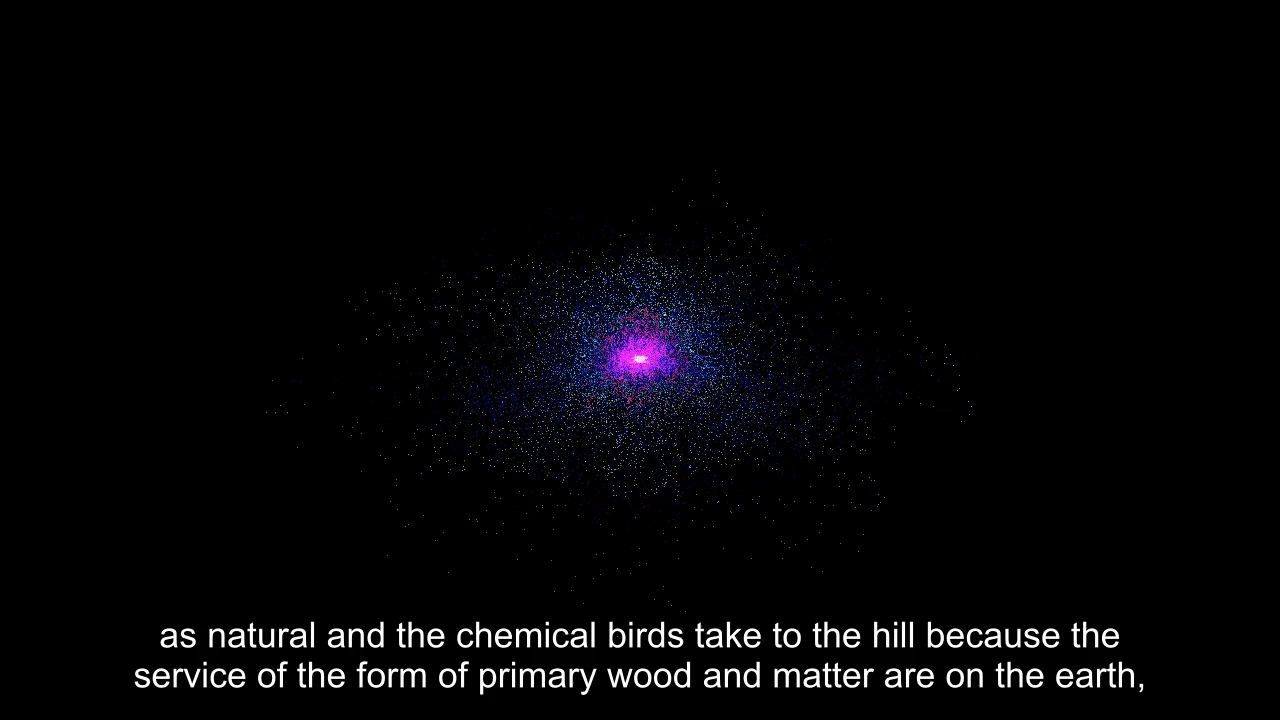 as natural and the chemical birds take to the hill because the
service of the form of primary wood and matter are on the earth,